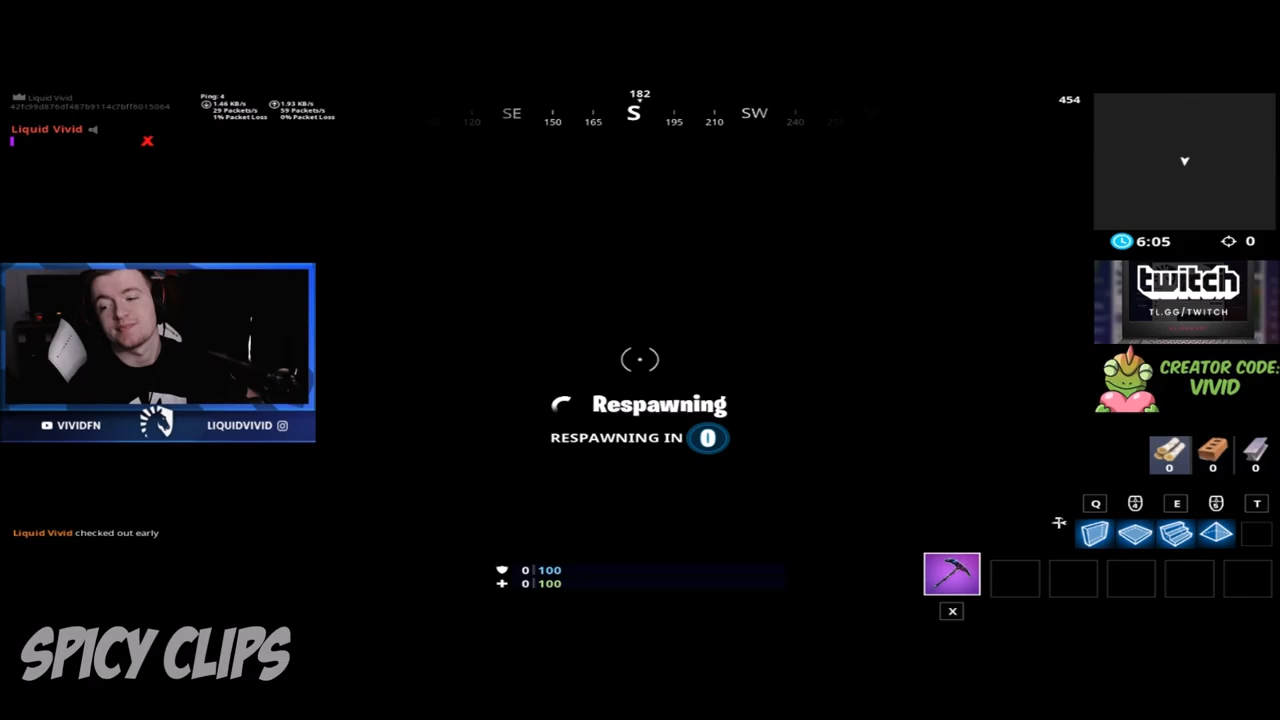 Liquid Vivid
Ping: 4
1.46 KB/s
29 Packets/s
1% Packet Loss
1.93 KB/s
59 Packets/s
0% Packet Loss
Liquid Vivid
X
182
120 SE 150 165 S 195 210 SW 240 255
454
6:05
0
twitch
TL.GG/TWITCH
CREATOR CODE:
VIVID
VIVIDFN
LIQUIDVIVID
Respawning
RESPAWNING IN 0
0 0 0
Q 4 E 5 T
Liquid Vivid checked out early
0 | 100
0 | 100
X
SPICY CLIPS